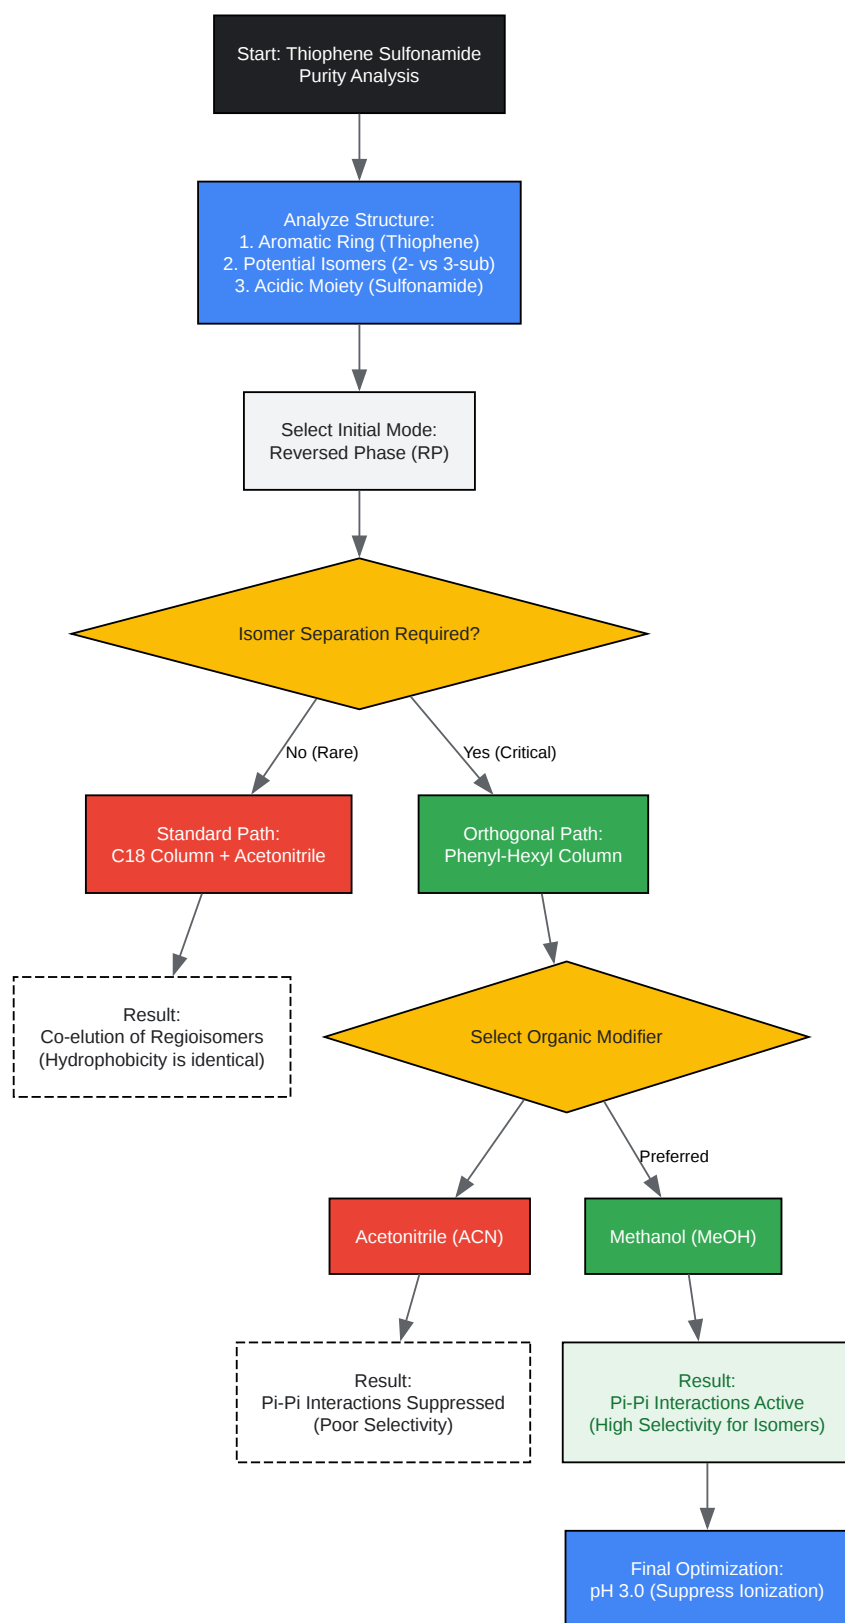 Start: Thiophene Sulfonamide
Purity Analysis
Analyze Structure:
1. Aromatic Ring (Thiophene)
2. Potential Isomers (2- vs 3-sub)
3. Acidic Moiety (Sulfonamide)
Select Initial Mode:
Reversed Phase (RP)
Isomer Separation Required?
No (Rare)
Yes (Critical)
Standard Path:
C18 Column + Acetonitrile
Orthogonal Path:
Phenyl-Hexyl Column
Result:
Co-elution of Regioisomers
(Hydrophobicity is identical)
Select Organic Modifier
Preferred
Acetonitrile (ACN)
Methanol (MeOH)
Result:
Pi-Pi Interactions Suppressed
(Poor Selectivity)
Result:
Pi-Pi Interactions Active
(High Selectivity for Isomers)
Final Optimization:
pH 3.0 (Suppress Ionization)